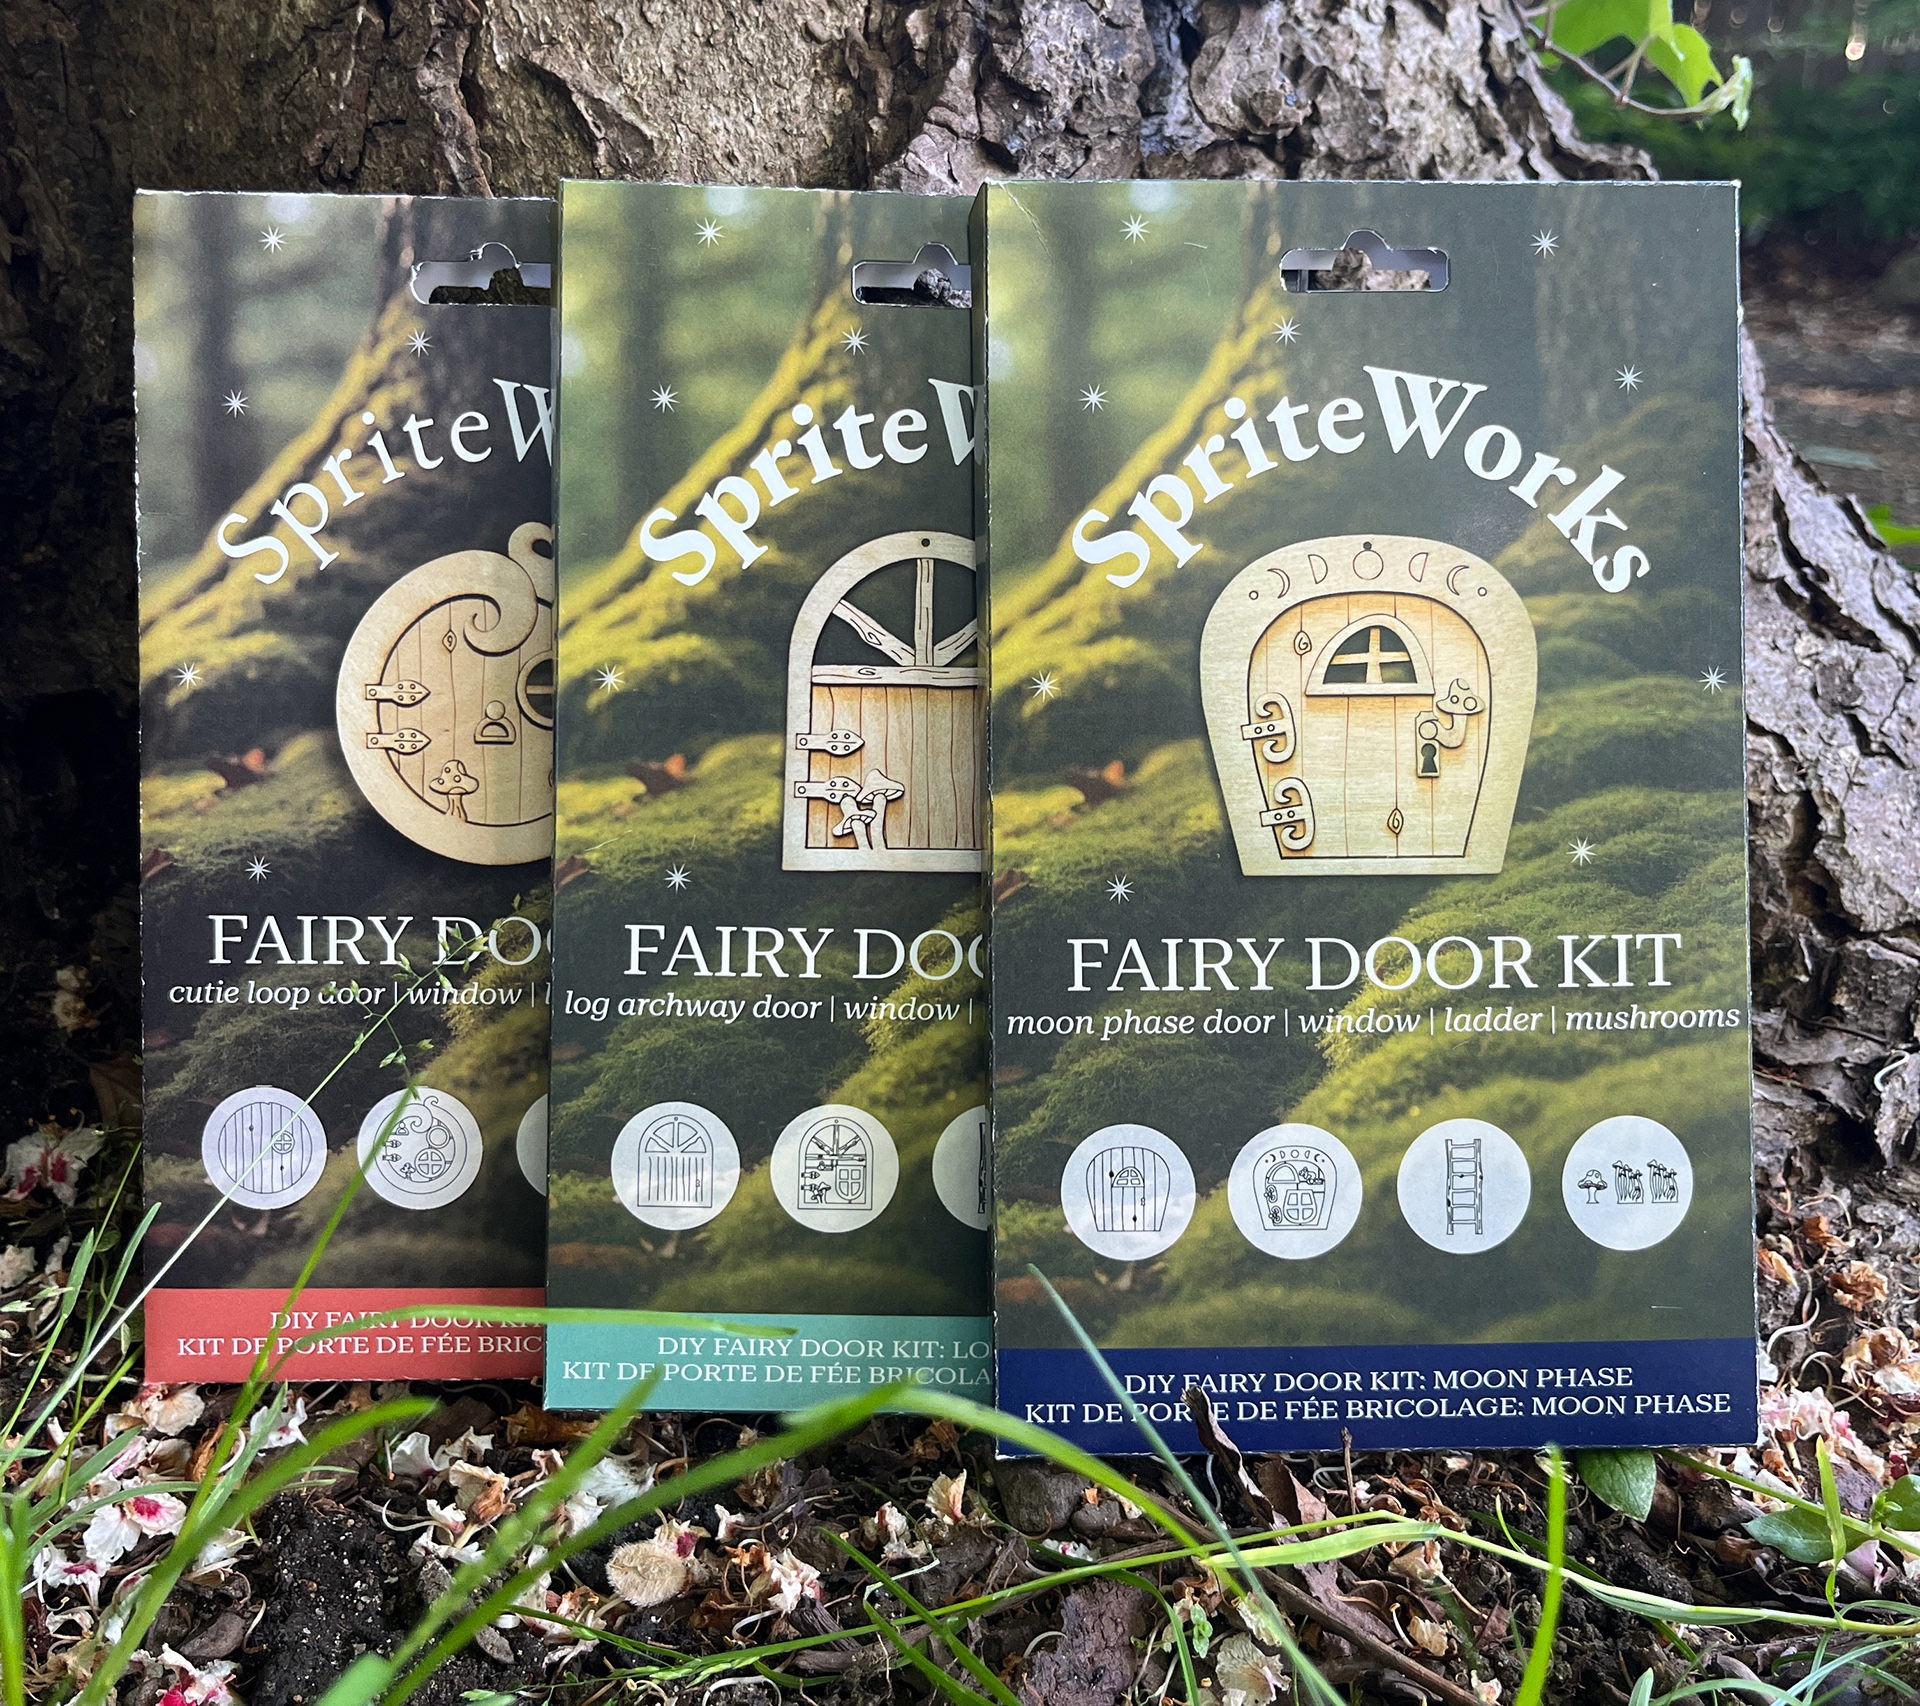 SpriteW
FAIRY DOO
cutie loop door | window |
DIY FAIRY DOOR KIT
KIT DE PORTE DE FÉE BRIC
SpriteW
FAIRY DOO
log archway door | window |
DIY FAIRY DOOR KIT: LO
KIT DE PORTE DE FÉE BRICOLA
SpriteWorks
FAIRY DOOR KIT
moon phase door | window | ladder | mushrooms
DIY FAIRY DOOR KIT: MOON PHASE
KIT DE PORTE DE FÉE BRICOLAGE: MOON PHASE